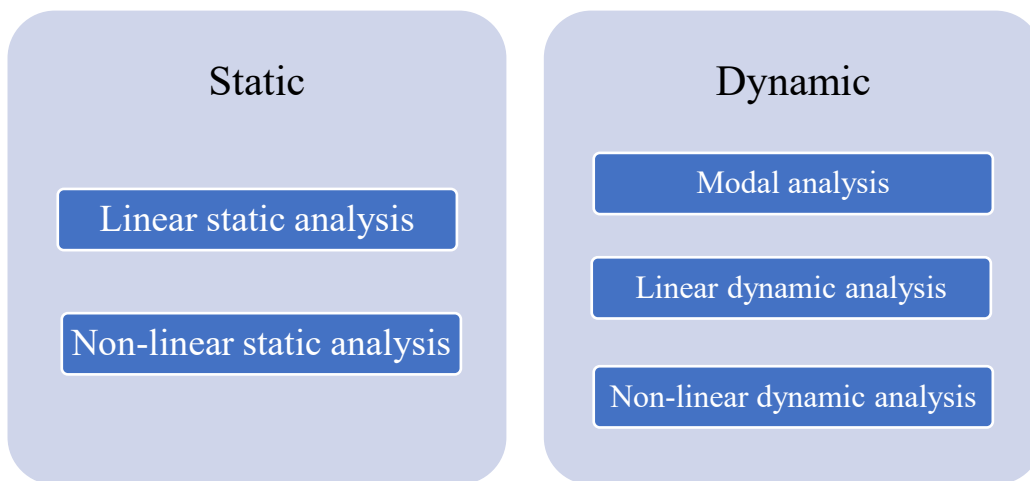 Static
Linear static analysis
Non-linear static analysis
Dynamic
Modal analysis
Linear dynamic analysis
Non-linear dynamic analysis